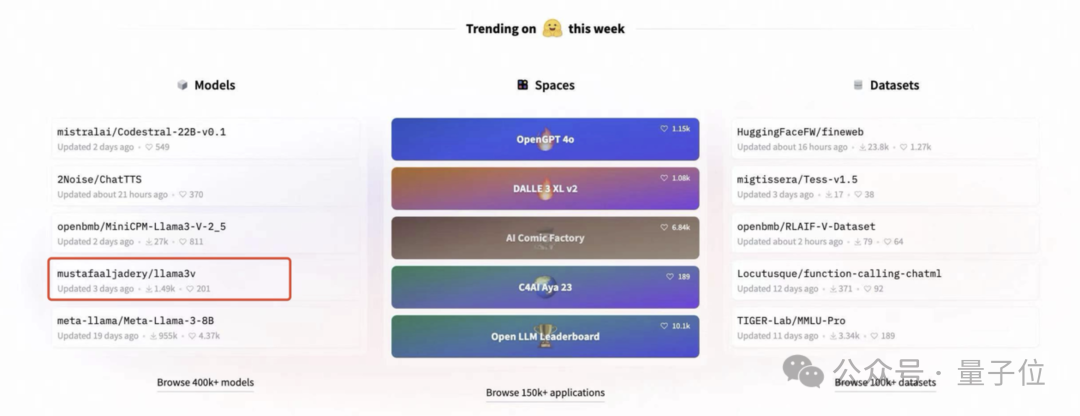 Trending on 🤗 this week
Models
mistralai/Codestral-22B-v0.1
Updated 2 days ago • ♡ 549
2Noise/ChatTTS
Updated about 21 hours ago • ♡ 370
openbmb/MiniCPM-Llama3-V-2_5
Updated 2 days ago • 27k • ♡ 811
mustafaaljadery/llama3v
Updated 3 days ago • 1.49k • ♡ 201
meta-llama/Meta-Llama-3-8B
Updated 19 days ago • 955k • ♡ 4.37k
Browse 400k+ models
Spaces
♡ 1.15k
OpenGPT 4o
♡ 1.08k
DALLE 3 XL v2
♡ 6.84k
AI Comic Factory
♡ 189
C4AI Aya 23
♡ 10.1k
Open LLM Leaderboard
Browse 150k+ applications
Datasets
HuggingFaceFW/fineweb
Updated about 16 hours ago • 23.8k • ♡ 1.27k
migtissera/Tess-v1.5
Updated 3 days ago • 17 • ♡ 38
openbmb/RLAIF-V-Dataset
Updated about 2 hours ago • 79 • ♡ 64
Locutusque/function-calling-chatml
Updated 12 days ago • 371 • ♡ 92
TIGER-Lab/MMLU-Pro
Updated 11 days ago • 3.34k • ♡ 189
Browse 100k+ datasets
公众号 · 量子位